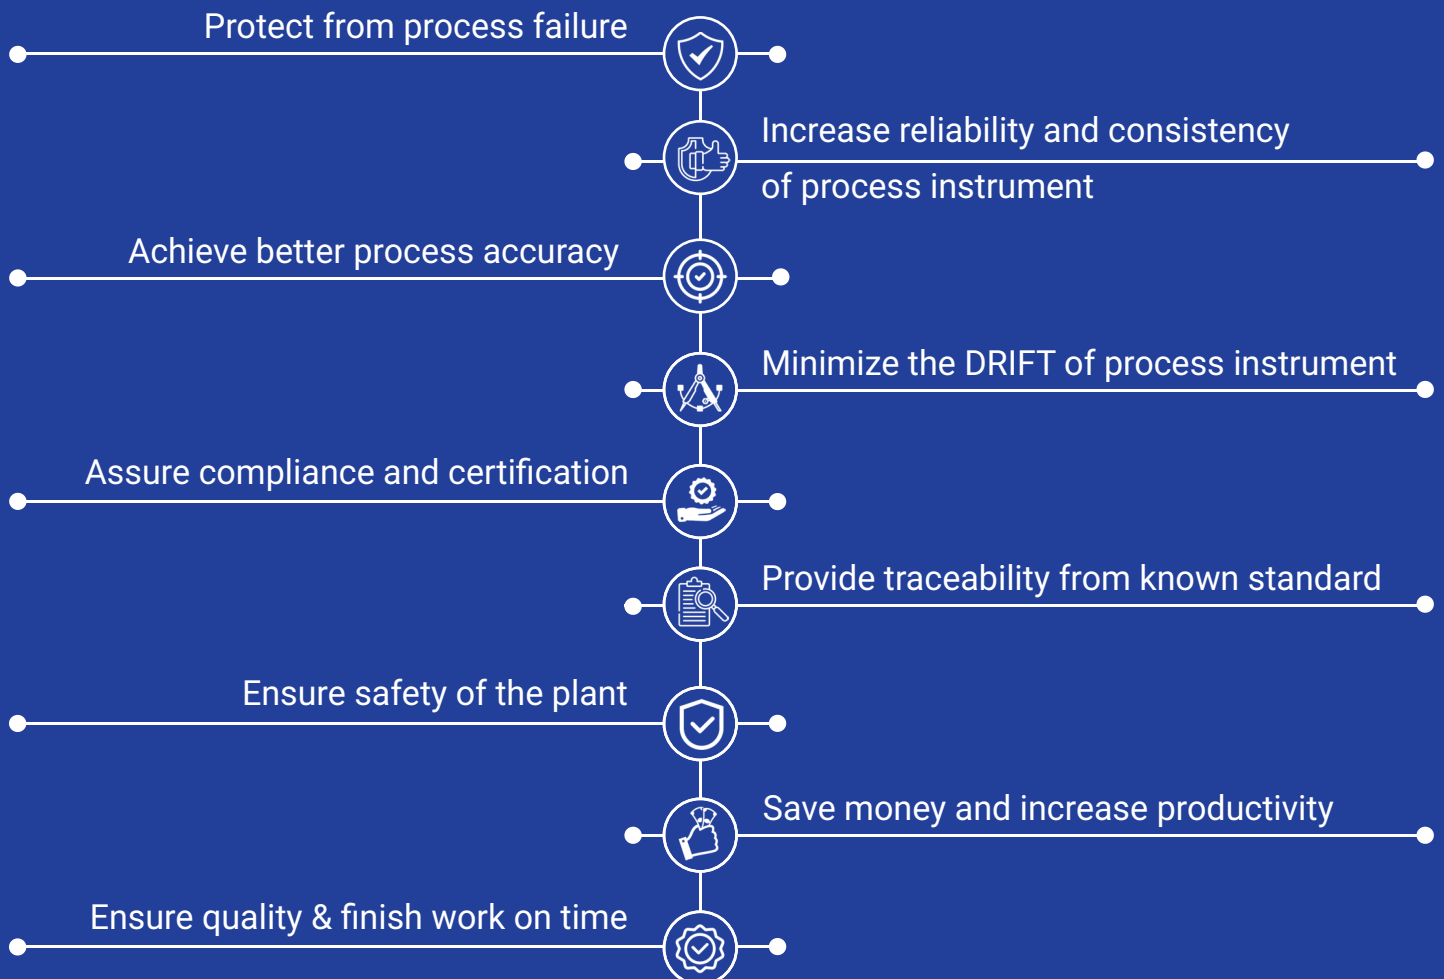 Protect from process failure
Increase reliability and consistency
of process instrument
Achieve better process accuracy
Minimize the DRIFT of process instrument
Assure compliance and certification
Provide traceability from known standard
Ensure safety of the plant
Save money and increase productivity
Ensure quality & finish work on time